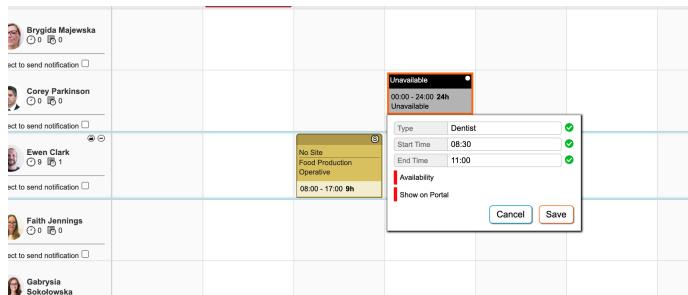 Brygida Majewska
0 0
ect to send notification
Corey Parkinson
0 0
ect to send notification
Unavailable
00:00 - 24:00 24h
Unavailable
Type Dentist
Start Time 08:30
End Time 11:00
Availability
Show on Portal
Cancel Save
Ewen Clark
9 1
ect to send notification
S
No Site
Food Production
Operative
08:00 - 17:00 9h
Faith Jennings
0 0
ect to send notification
Gabrysia
Sokołowska